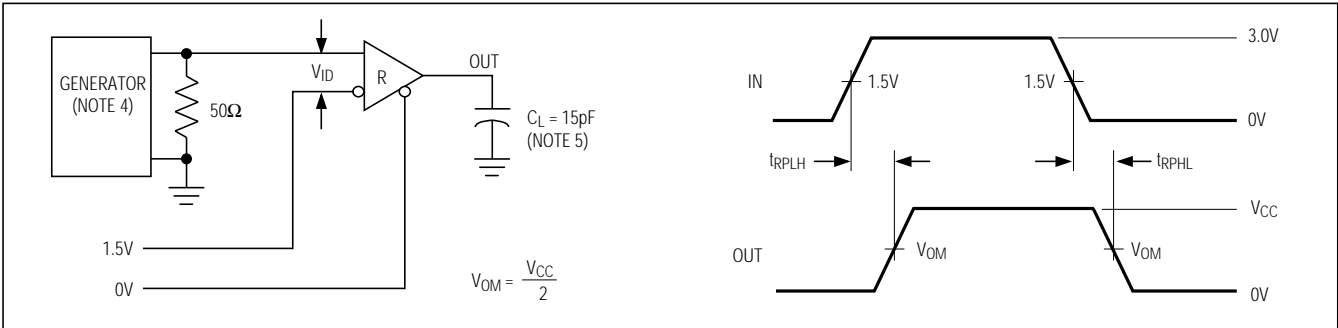 GENERATOR
(NOTE 4)
50Ω
V_ID
R
OUT
C_L = 15pF
(NOTE 5)
1.5V
0V
V_OM = V_CC / 2
IN
1.5V
1.5V
3.0V
0V
t_RPLH
t_RPHL
OUT
V_OM
V_OM
V_CC
0V